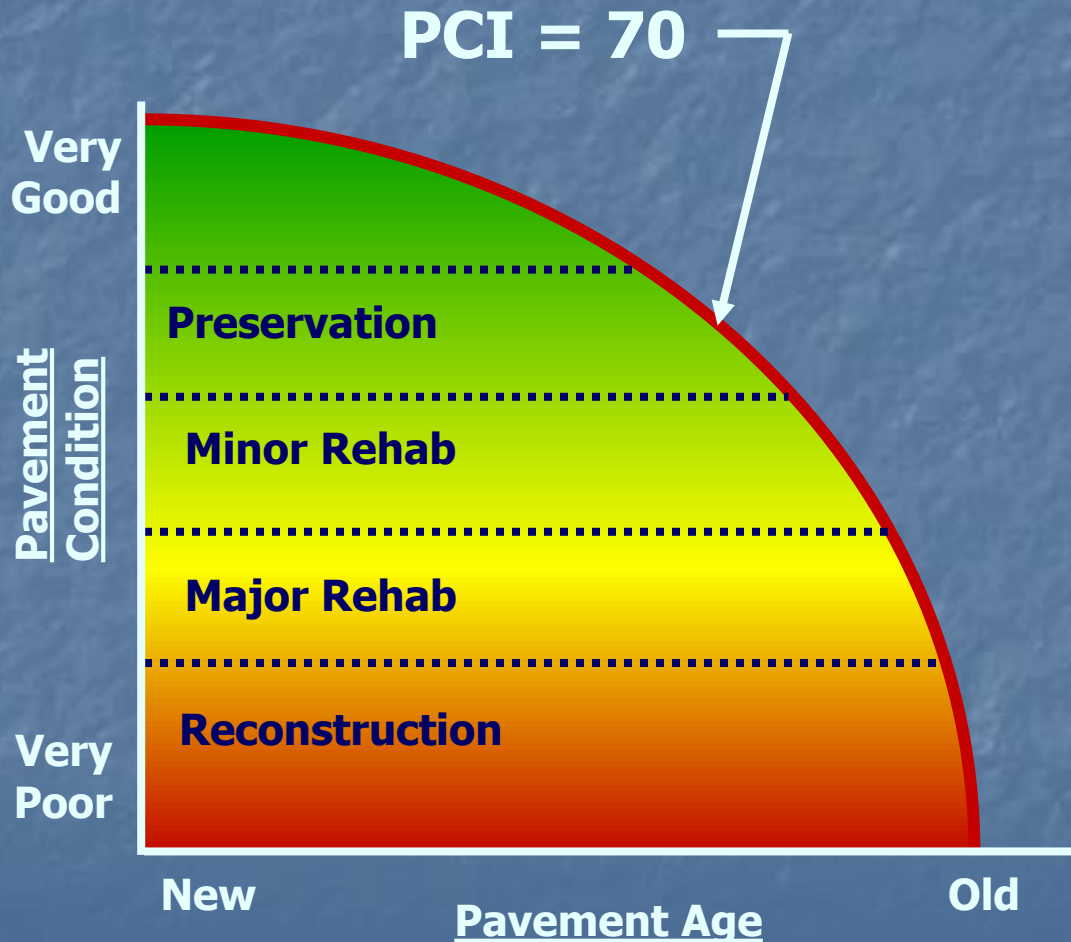 PCI = 70
Very
Good
Preservation
Minor Rehab
Pavement
Condition
Major Rehab
Reconstruction
Very
Poor
New
Old
Pavement Age